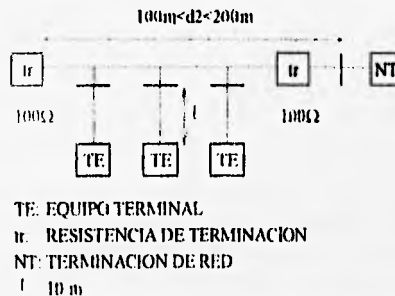 100m<d2<200m
tr tr NT
100Ω 100Ω
l
TE TE TE
TE: EQUIPO TERMINAL
tr: RESISTENCIA DE TERMINACION
NT: TERMINACION DE RED
l 10 m